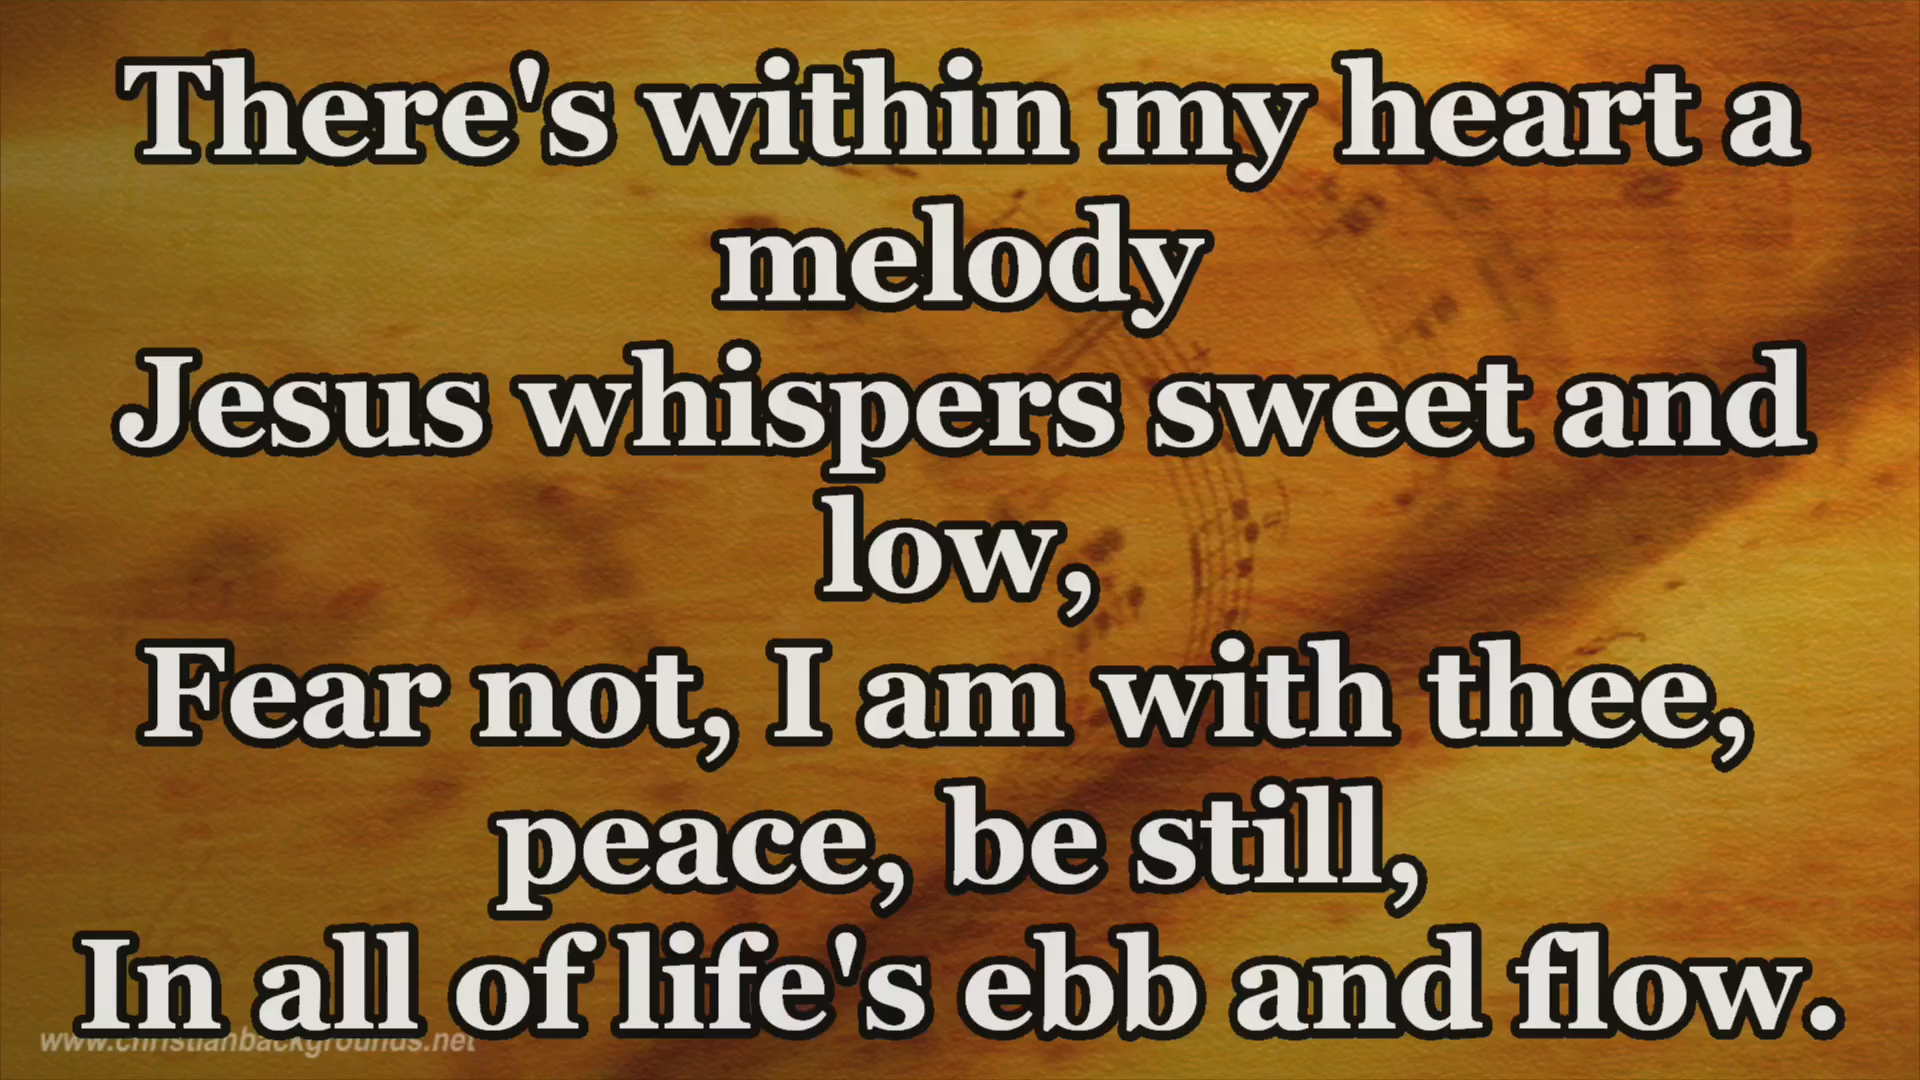 There's within my heart a
melody
Jesus whispers sweet and
low,
Fear not, I am with thee,
peace, be still,
In all of life's ebb and flow.
www.christianbackgrounds.net